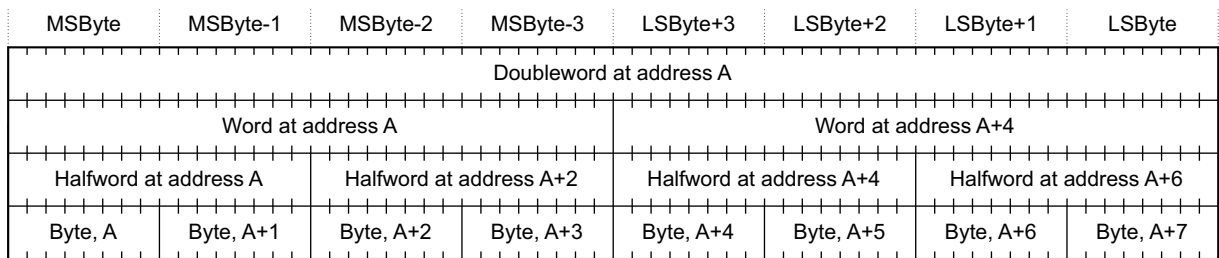 MSByte MSByte-1 MSByte-2 MSByte-3 LSByte+3 LSByte+2 LSByte+1 LSByte
Doubleword at address A
Word at address A Word at address A+4
Halfword at address A Halfword at address A+2 Halfword at address A+4 Halfword at address A+6
Byte, A Byte, A+1 Byte, A+2 Byte, A+3 Byte, A+4 Byte, A+5 Byte, A+6 Byte, A+7